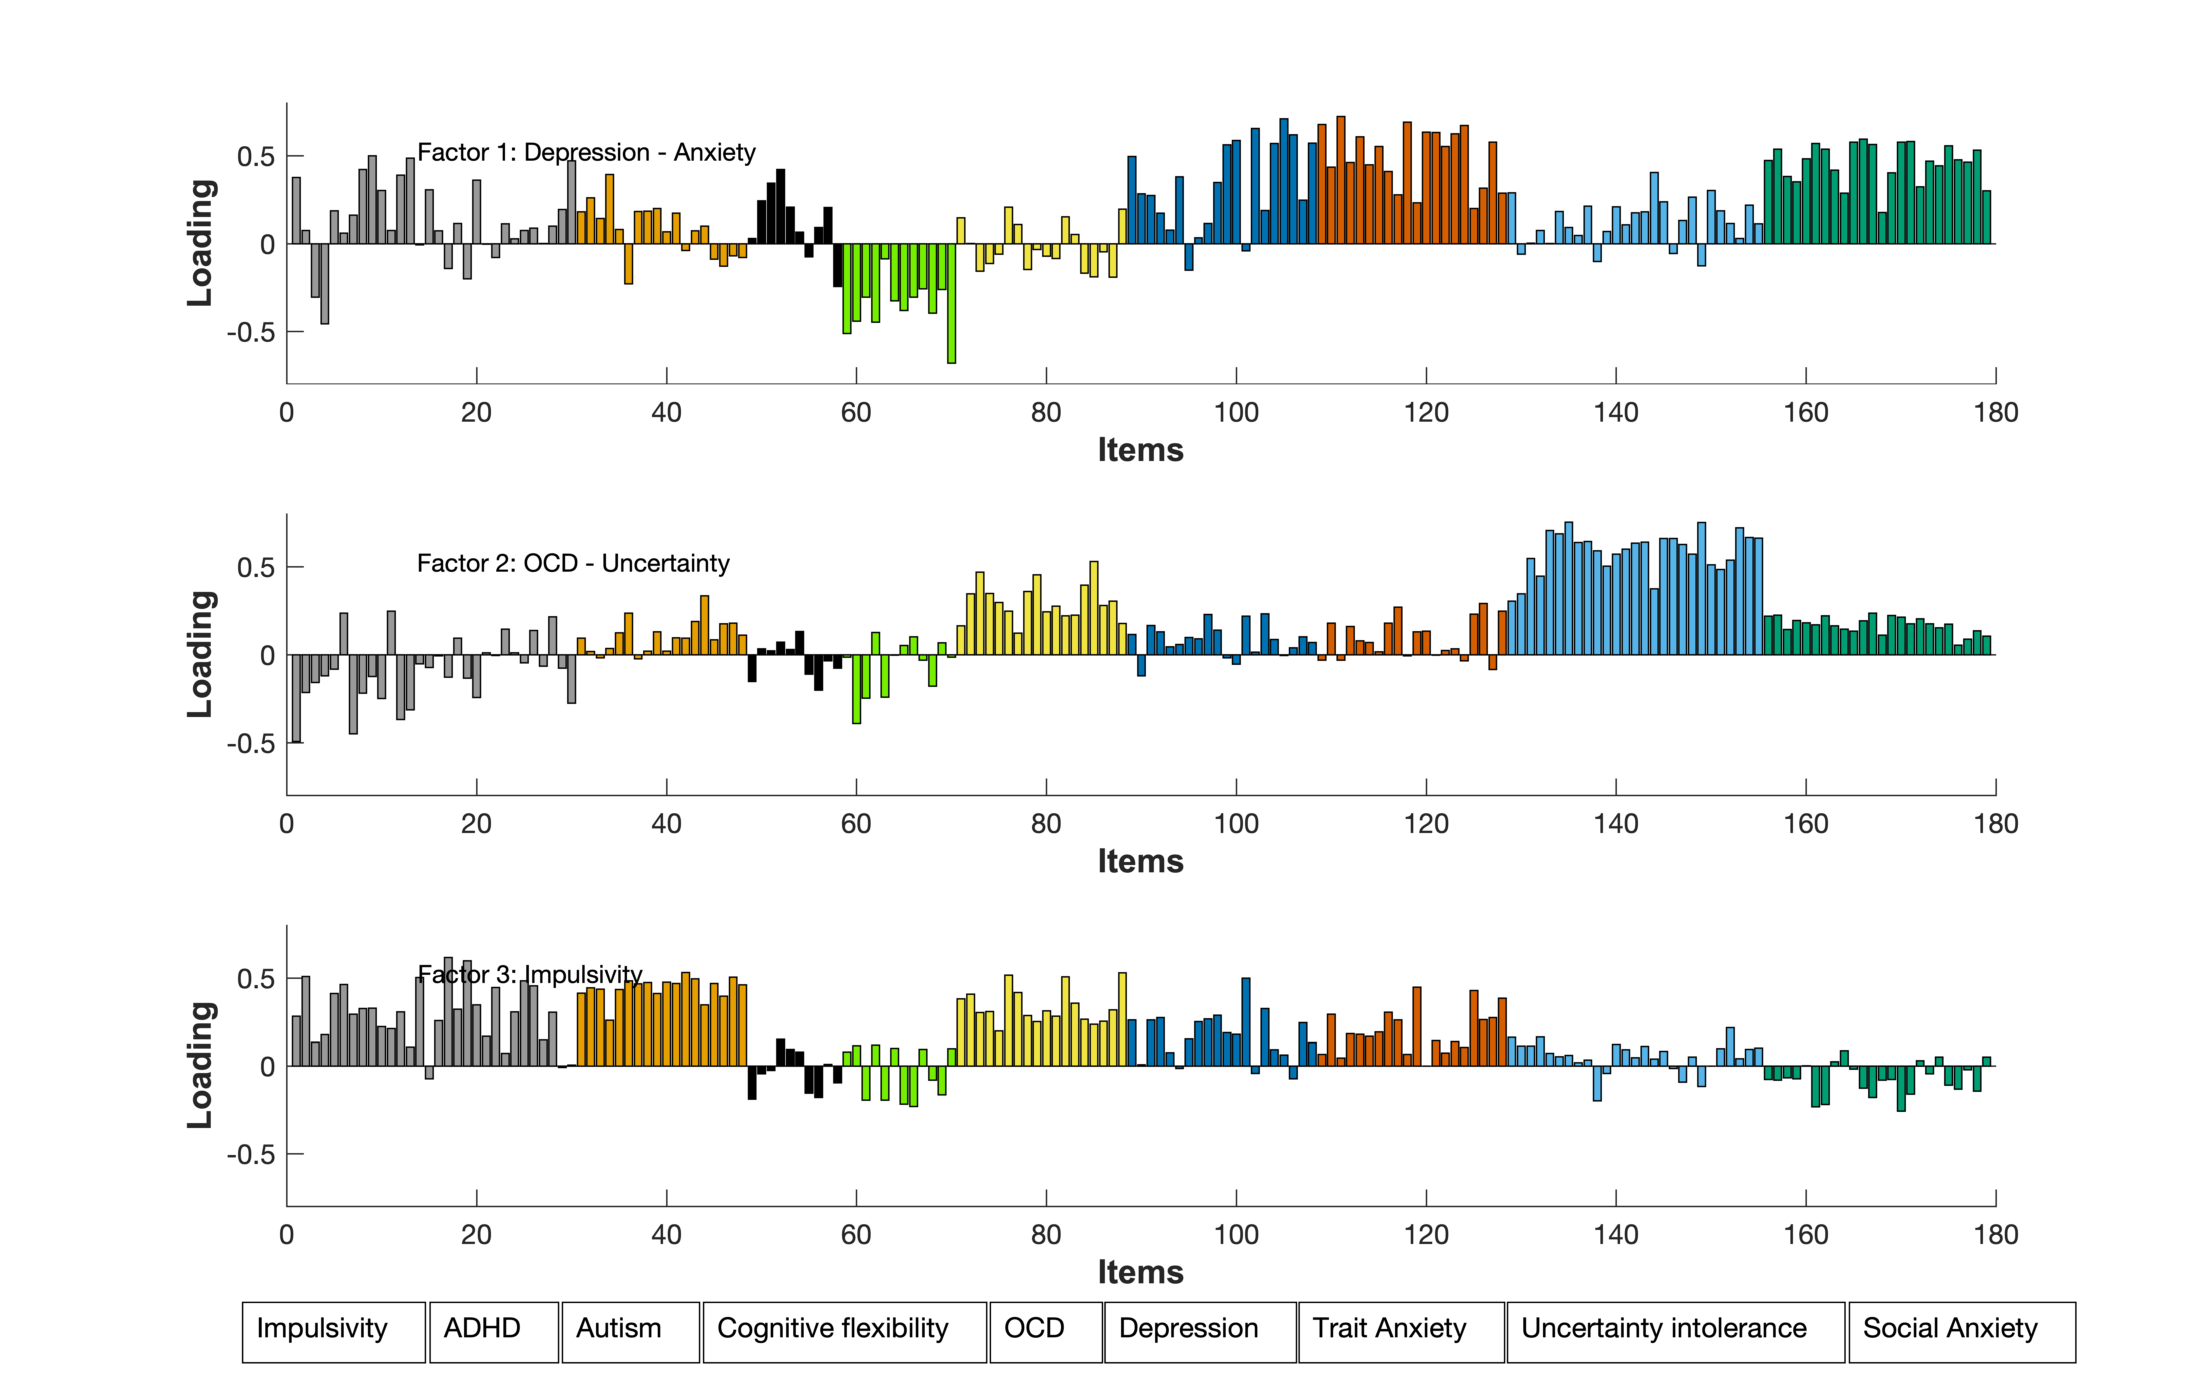 Factor 1: Depression - Anxiety
Loading
0.5
0
-0.5
0 20 40 60 80 100 120 140 160 180
Items
Factor 2: OCD - Uncertainty
Loading
0.5
0
-0.5
0 20 40 60 80 100 120 140 160 180
Items
Factor 3: Impulsivity
Loading
0.5
0
-0.5
0 20 40 60 80 100 120 140 160 180
Items
Impulsivity ADHD Autism Cognitive flexibility OCD Depression Trait Anxiety Uncertainty intolerance Social Anxiety